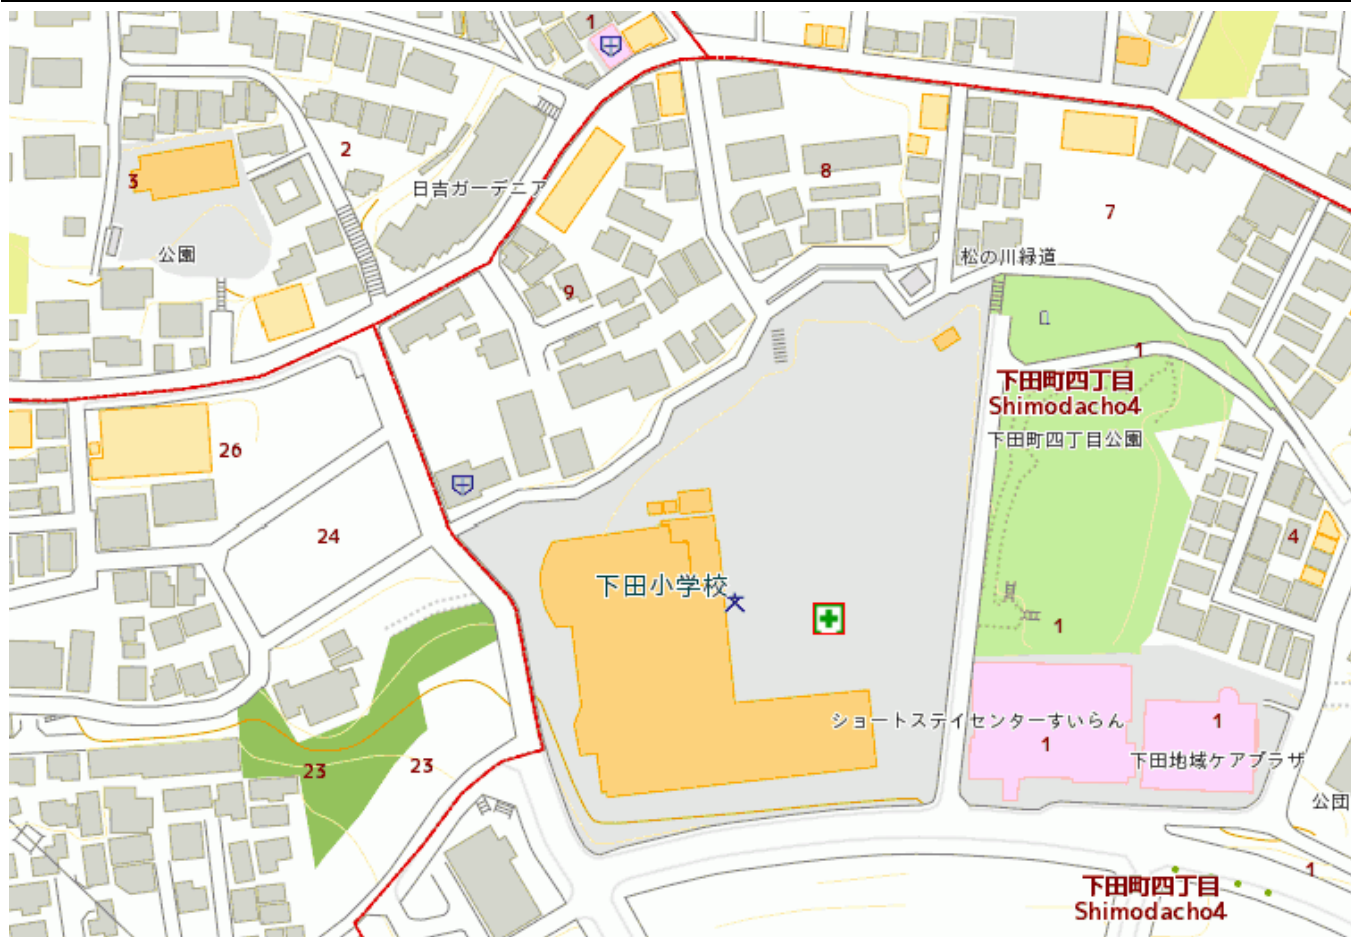 1
2
3
日吉ガーデニア
8
7
公園
松の川緑道
9
1
下田町四丁目
Shimodacho4
下田町四丁目公園
26
24
4
下田小学校
1
ショートステイセンターすいらん
1
1
下田地域ケアプラザ
23
23
公団
1
下田町四丁目
Shimodacho4